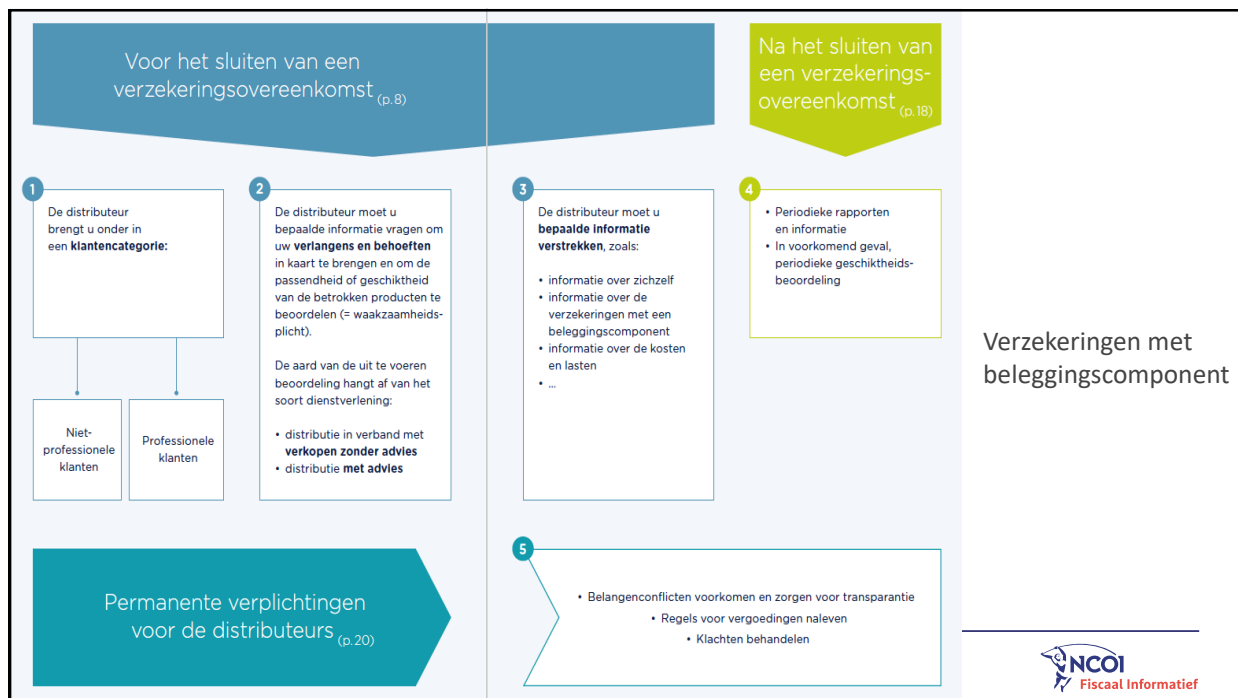 Voor het sluiten van een
verzekeringsovereenkomst (p. 8)
Na het sluiten van
een verzekerings-
overeenkomst (p. 18)
1
De distributeur
brengt u onder in
een klantencategorie:
Niet-
professionele
klanten
Professionele
klanten
2
De distributeur moet u
bepaalde informatie vragen om
uw verlangens en behoeften
in kaart te brengen en om de
passendheid of geschiktheid
van de betrokken producten te
beoordelen (= waakzaamheids-
plicht).
De aard van de uit te voeren
beoordeling hangt af van het
soort dienstverlening:
• distributie in verband met
verkopen zonder advies
• distributie met advies
3
De distributeur moet u
bepaalde informatie
verstrekken, zoals:
• informatie over zichzelf
• informatie over de
verzekeringen met een
beleggingscomponent
• informatie over de kosten
en lasten
• ...
4
• Periodieke rapporten
en informatie
• In voorkomend geval,
periodieke geschiktheids-
beoordeling
Verzekeringen met
beleggingscomponent
Permanente verplichtingen
voor de distributeurs (p. 20)
5
• Belangenconflicten voorkomen en zorgen voor transparantie
• Regels voor vergoedingen naleven
• Klachten behandelen
NCOI
Fiscaal Informatief